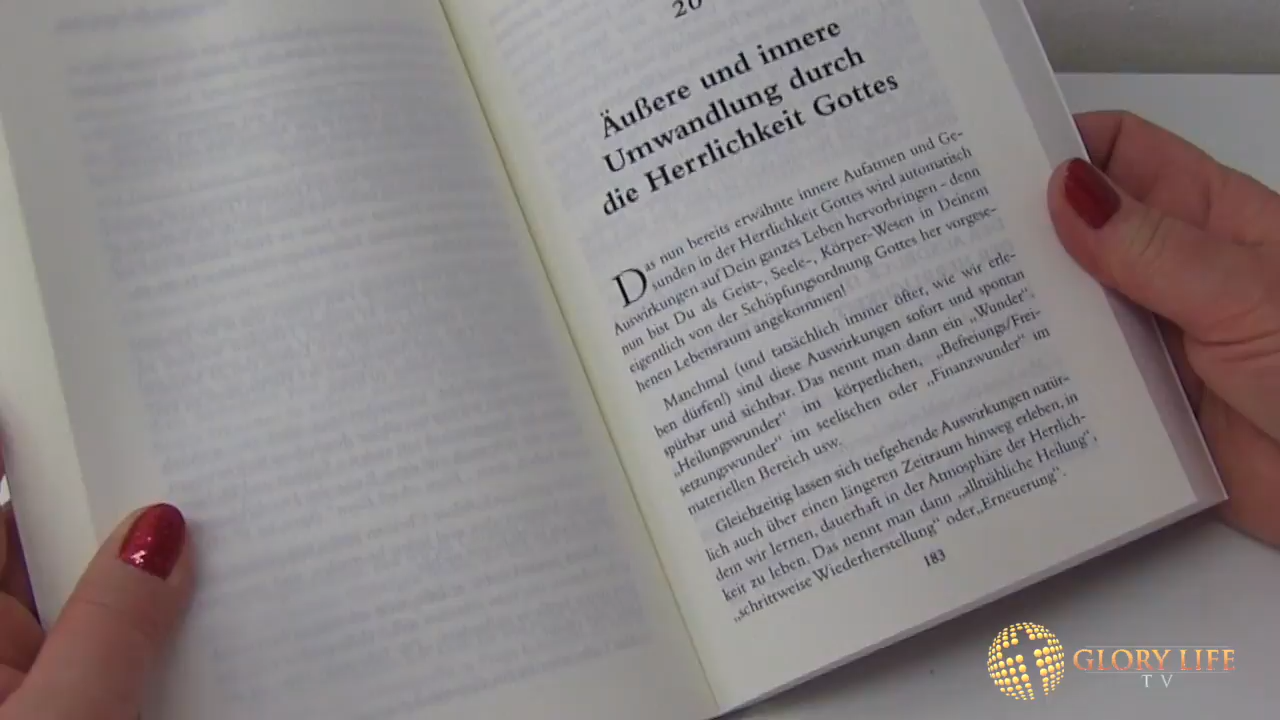 20
Äußere und innere
Umwandlung durch
die Herrlichkeit Gottes
Das nun bereits erwähnte innere Aufatmen und Ge-
sunden in der Herrlichkeit Gottes wird automatisch
Auswirkungen auf Dein ganzes Leben hervorbringen - denn
nun bist Du als Geist-, Seele-, Körper-Wesen in Deinem
eigentlich von der Schöpfungsordnung Gottes her vorgese-
henen Lebensraum angekommen!
Manchmal (und tatsächlich immer öfter, wie wir erle-
ben dürfen!) sind diese Auswirkungen sofort und spontan
spürbar und sichtbar. Das nennt man dann ein „Wunder“,
„Heilungswunder“ im körperlichen, „Befreiungs/Frei-
setzungswunder“ im seelischen oder „Finanzwunder“ im
materiellen Bereich usw.
Gleichzeitig lassen sich tiefgehende Auswirkungen natür-
lich auch über einen längeren Zeitraum hinweg erleben, in
dem wir lernen, dauerhaft in der Atmosphäre der Herrlich-
keit zu leben. Das nennt man dann „allmähliche Heilung“,
„schrittweise Wiederherstellung“ oder „Erneuerung“.
183
GLORY LIFE
TV